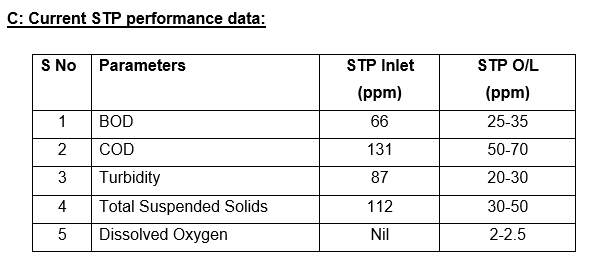 C: Current STP performance data:
S No Parameters STP Inlet (ppm) STP O/L (ppm)
1 BOD 66 25-35
2 COD 131 50-70
3 Turbidity 87 20-30
4 Total Suspended Solids 112 30-50
5 Dissolved Oxygen Nil 2-2.5